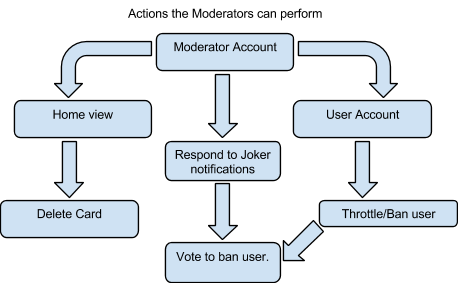 Actions the Moderators can perform
Moderator Account
Home view
User Account
Respond to Joker
notifications
Delete Card
Throttle/Ban user
Vote to ban user.